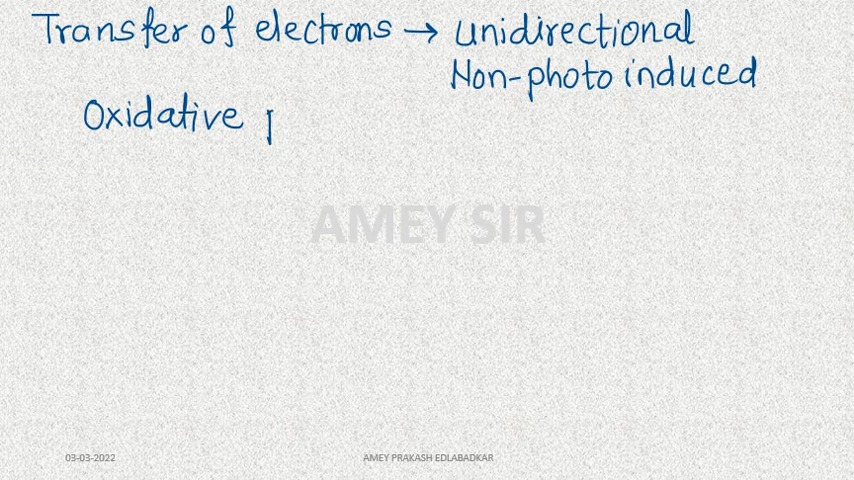 Transfer of electrons → Unidirectional
Non-photo induced
Oxidative
AMEY SIR
03-03-2022 AMEY PRAKASH EDLABADKAR